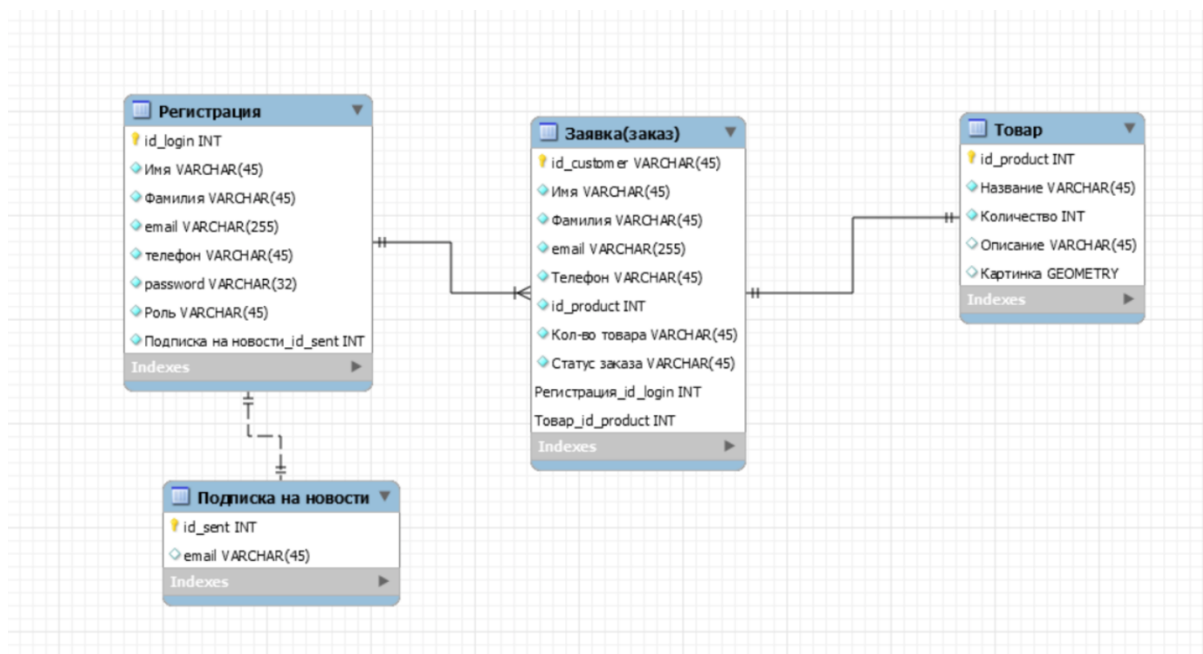 Регистрация
id_login INT
Имя VARCHAR(45)
Фамилия VARCHAR(45)
email VARCHAR(255)
телефон VARCHAR(45)
password VARCHAR(32)
Роль VARCHAR(45)
Подписка на новости_id_sent INT
Indexes
Заявка(заказ)
id_customer VARCHAR(45)
Имя VARCHAR(45)
Фамилия VARCHAR(45)
email VARCHAR(255)
Телефон VARCHAR(45)
id_product INT
Кол-во товара VARCHAR(45)
Статус заказа VARCHAR(45)
Регистрация_id_login INT
Товар_id_product INT
Indexes
Товар
id_product INT
Название VARCHAR(45)
Количество INT
Описание VARCHAR(45)
Картинка GEOMETRY
Indexes
Подписка на новости
id_sent INT
email VARCHAR(45)
Indexes